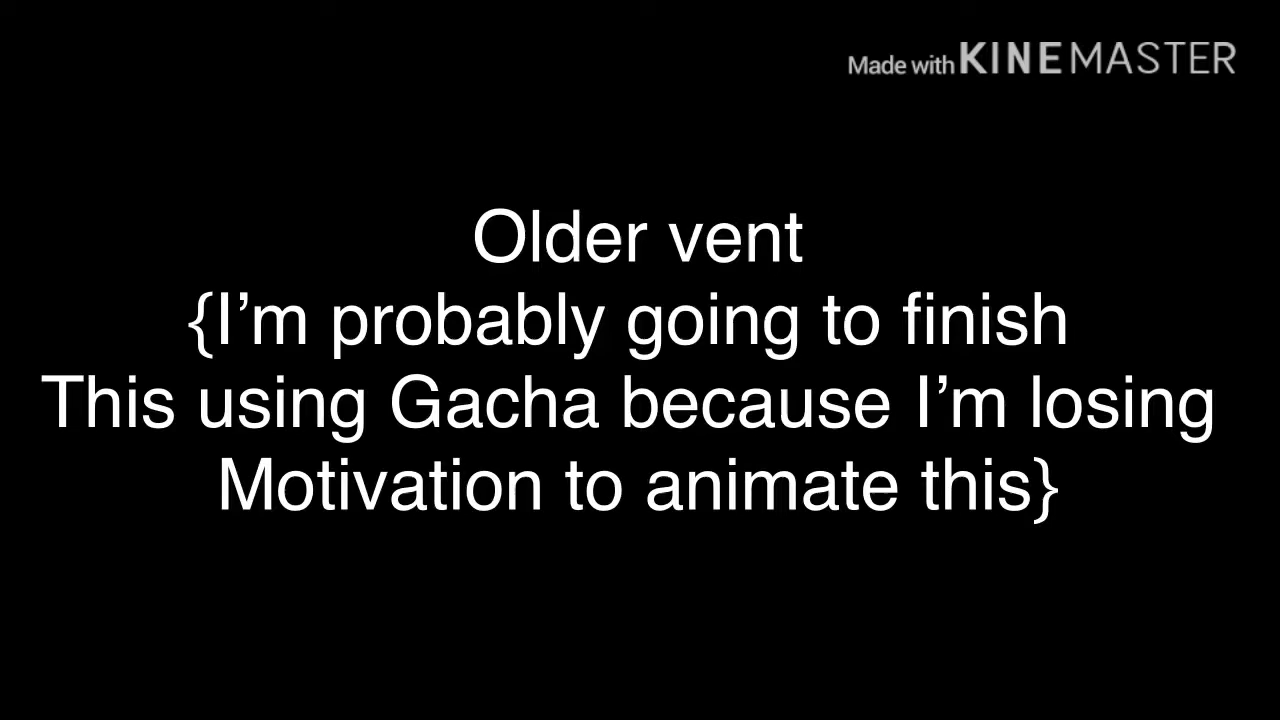 Made with KINEMASTER
Older vent
{I’m probably going to finish
This using Gacha because I’m losing
Motivation to animate this}